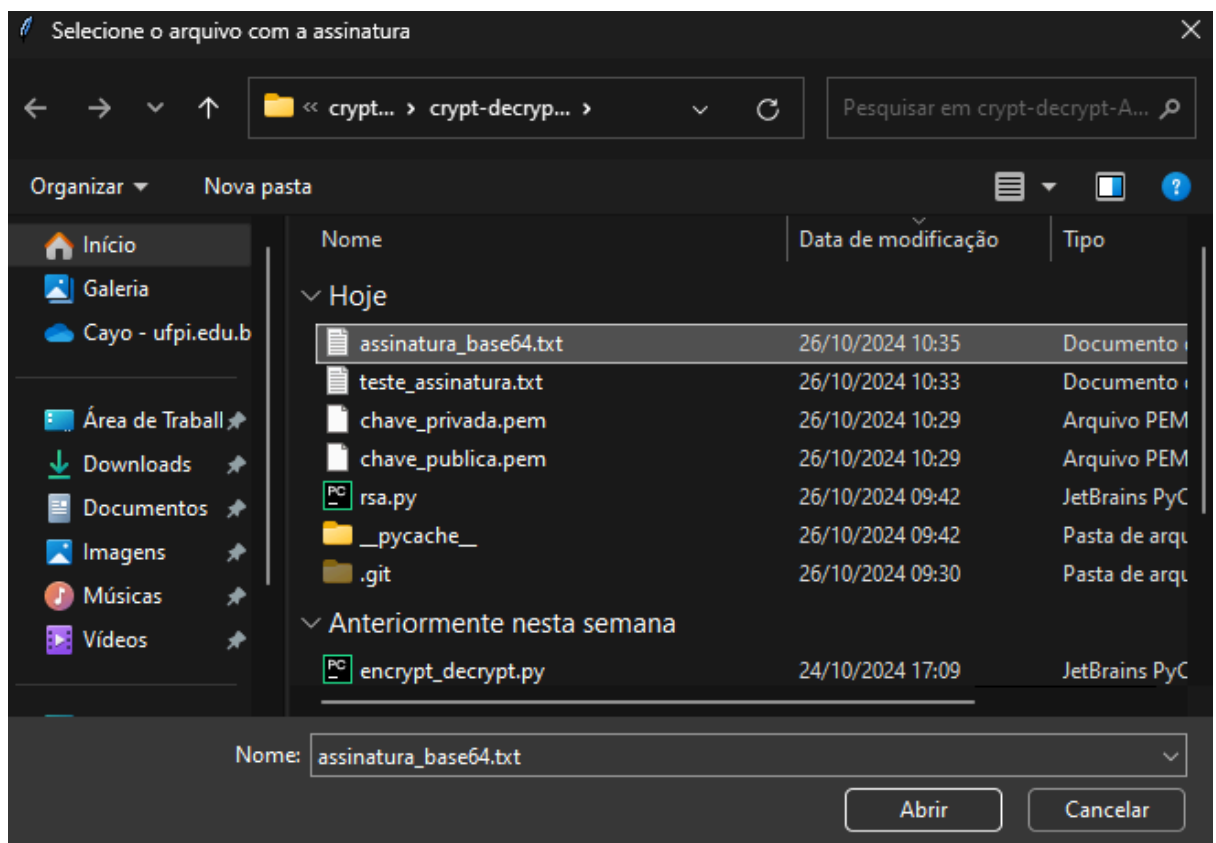 Selecione o arquivo com a assinatura
« crypt... › crypt-decryp... ›
Pesquisar em crypt-decrypt-A...
Organizar
Nova pasta
Início
Galeria
Cayo - ufpi.edu.b
Área de Traball
Downloads
Documentos
Imagens
Músicas
Vídeos
Nome Data de modificação Tipo
Hoje
assinatura_base64.txt 26/10/2024 10:35 Documento
teste_assinatura.txt 26/10/2024 10:33 Documento
chave_privada.pem 26/10/2024 10:29 Arquivo PEM
chave_publica.pem 26/10/2024 10:29 Arquivo PEM
PC rsa.py 26/10/2024 09:42 JetBrains PyC
__pycache__ 26/10/2024 09:42 Pasta de arqu
.git 26/10/2024 09:30 Pasta de arqu
Anteriormente nesta semana
PC encrypt_decrypt.py 24/10/2024 17:09 JetBrains PyC
Nome: assinatura_base64.txt
Abrir
Cancelar